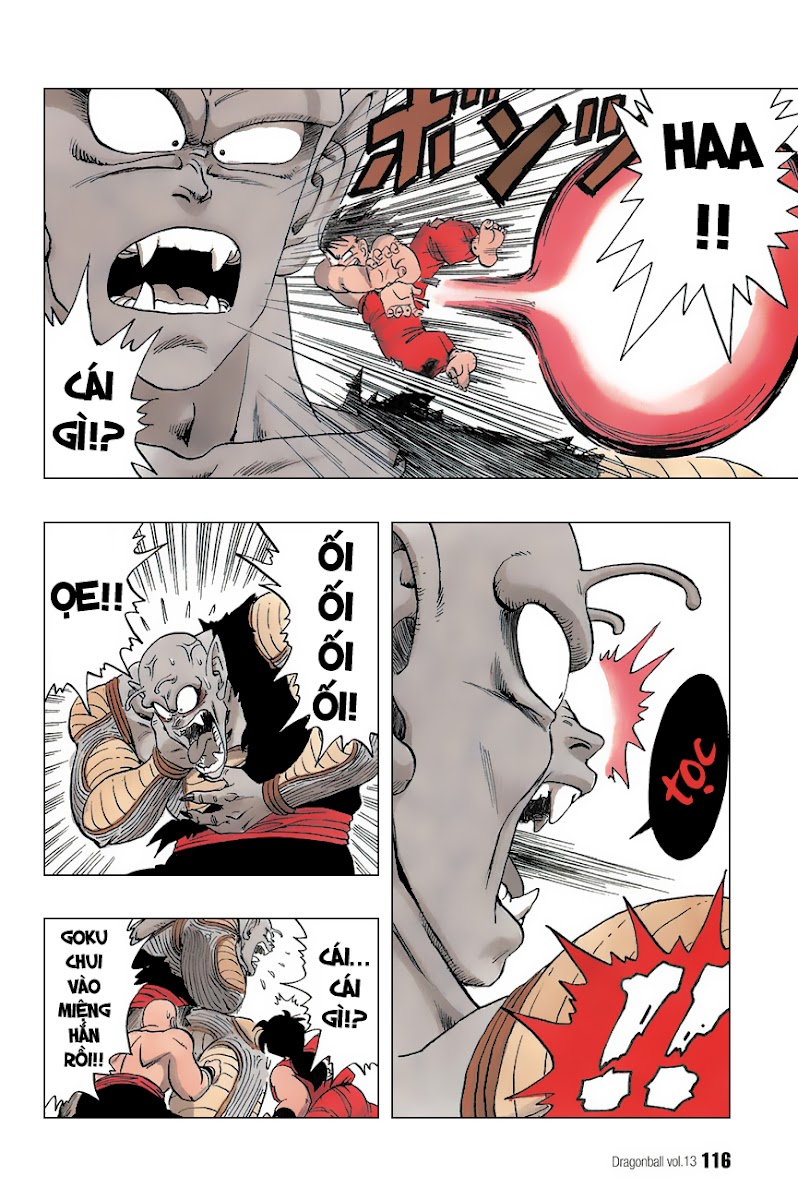 ボンッ
HAA
!!
CÁI
GÌ!?
TỌC
!!
ỐI
ỐI
ỐI
ỐI!
ỌE!!
CÁI...
CÁI
GÌ!?
GOKU
CHUI
VÀO
MIỆNG
HẮN
RỒI!!
Dragonball vol.13 116